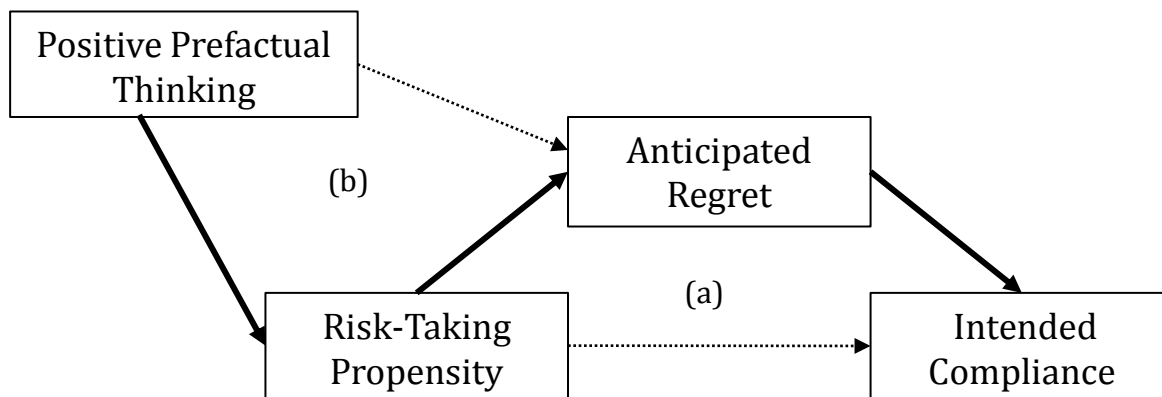 Positive Prefactual
Thinking
Anticipated
Regret
(b)
(a)
Risk-Taking
Propensity
Intended
Compliance